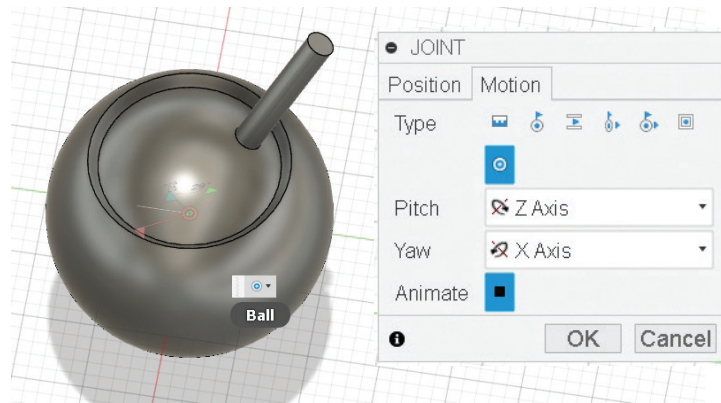 JOINT
Position Motion
Type
Pitch Z Axis
Yaw X Axis
Animate
OK Cancel
Ball